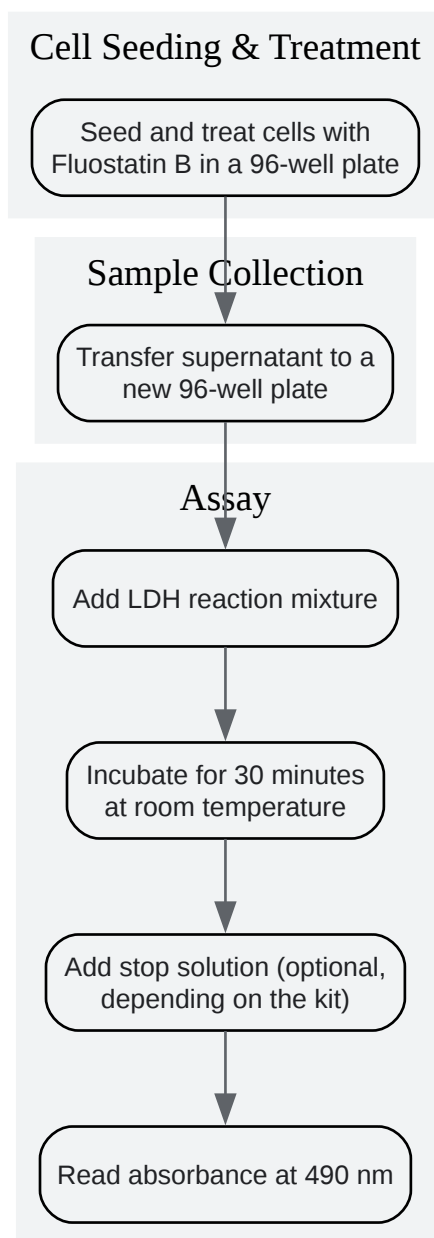 Cell Seeding & Treatment
Seed and treat cells with
Fluostatin B in a 96-well plate
Sample Collection
Transfer supernatant to a
new 96-well plate
Assay
Add LDH reaction mixture
Incubate for 30 minutes
at room temperature
Add stop solution (optional,
depending on the kit)
Read absorbance at 490 nm